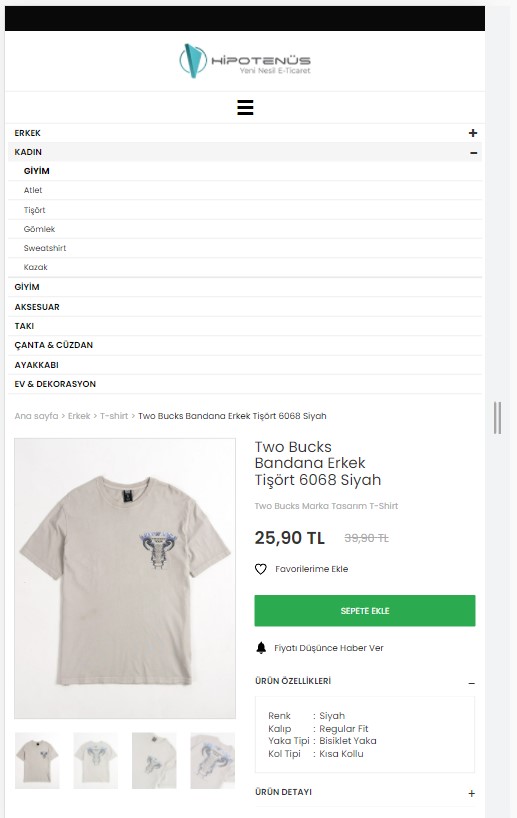 HİPOTENÜS
Yeni Nesil E-Ticaret
ERKEK
KADIN
GİYİM
Atlet
Tişört
Gömlek
Sweatshirt
Kazak
GİYİM
AKSESUAR
TAKI
ÇANTA & CÜZDAN
AYAKKABI
EV & DEKORASYON
Ana sayfa > Erkek > T-shirt > Two Bucks Bandana Erkek Tişört 6068 Siyah
Two Bucks
Bandana Erkek
Tişört 6068 Siyah
Two Bucks Marka Tasarım T-Shirt
25,90 TL 39,90 TL
Favorilerime Ekle
SEPETE EKLE
Fiyatı Düşünce Haber Ver
ÜRÜN ÖZELLİKLERİ
Renk : Siyah
Kalıp : Regular Fit
Yaka Tipi : Bisiklet Yaka
Kol Tipi : Kısa Kollu
ÜRÜN DETAYI